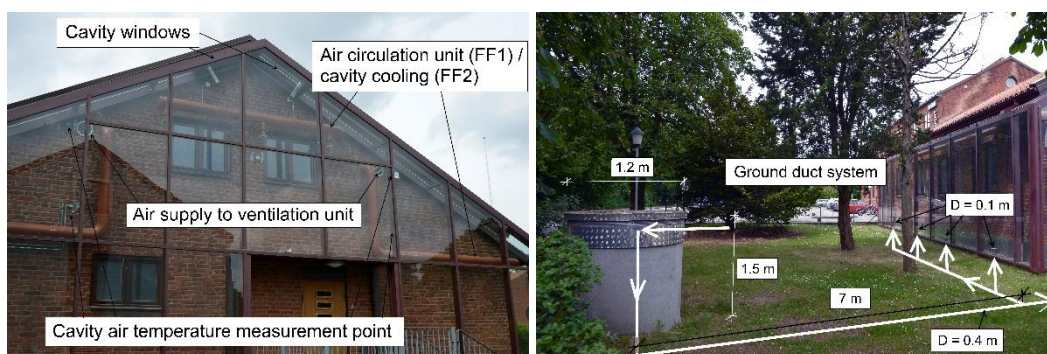 Cavity windows
Air circulation unit (FF1) /
cavity cooling (FF2)
Air supply to ventilation unit
Cavity air temperature measurement point
1.2 m
Ground duct system
D = 0.1 m
1.5 m
7 m
D = 0.4 m